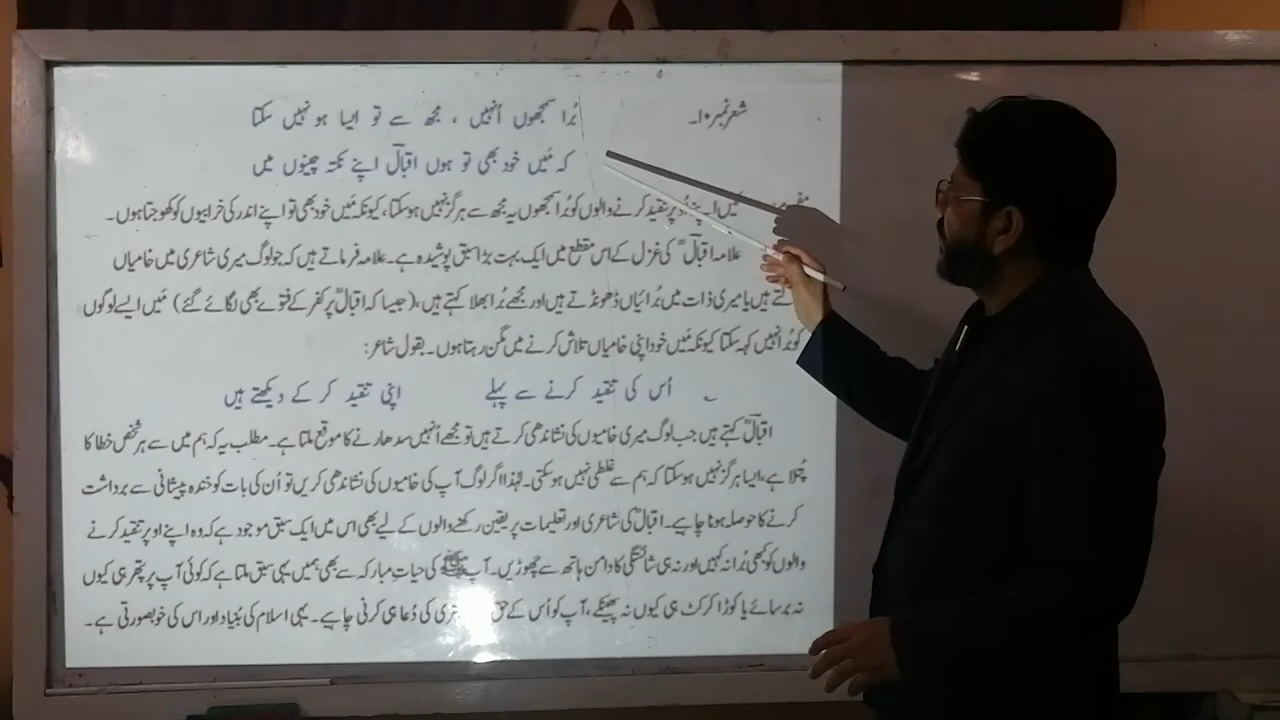 شعر نمبر ۱۰۔ بُرا سمجھوں اُنہیں ، مجھ سے تو ایسا ہو نہیں سکتا
کہ مَیں خود بھی تو ہوں اقبالؔ اپنے نکتہ چینوں میں
مَیں اپنے اُوپر تنقید کرنے والوں کو بُرا سمجھوں یہ مجھ سے ہرگز نہیں ہو سکتا، کیونکہ مَیں خود بھی تو اپنے اندر کی خرابیوں کو کھوجتا ہوں۔
علامہ اقبالؔ ؒ کی غزل کے اس مقطع میں ایک بہت بڑا سبق پوشیدہ ہے۔ علامہ فرماتے ہیں کہ جو لوگ میری شاعری میں خامیاں
ہیں یا میری ذات میں بُرائیاں ڈھونڈتے ہیں اور مجھے بُرا بھلا کہتے ہیں، (جیسا کہ اقبالؒ پر کفر کے فتوے بھی لگائے گئے) مَیں ایسے لوگوں
کو بُرا نہیں کہہ سکتا کیونکہ مَیں خود اپنی خامیاں تلاش کرنے میں مگن رہتا ہوں۔ بقول شاعر:
؎ اُس کی تنقید کرنے سے پہلے اپنی تنقید کر کے دیکھتے ہیں
اقبالؔؒ کہتے ہیں جب لوگ میری خامیوں کی نشاندھی کرتے ہیں تو مجھے اُنہیں سدھارنے کا موقع ملتا ہے۔ مطلب یہ کہ ہم میں سے ہر شخص خطا کا
پُتلا ہے، ایسا ہرگز نہیں ہو سکتا کہ ہم سے غلطی نہیں ہو سکتی۔ لہٰذا اگر لوگ آپ کی خامیوں کی نشاندھی کریں تو اُن کی بات کو خندہ پیشانی سے برداشت
کرنے کا حوصلہ ہونا چاہیے۔ اقبالؒ کی شاعری اور تعلیمات پر یقین رکھنے والوں کے لیے بھی اس میں ایک سبق موجود ہے کہ وہ اپنے اوپر تنقید کرنے
والوں کو کبھی بُرا نہ کہیں اور نہ ہی شائستگی کا دامن ہاتھ سے چھوڑیں۔ آپ ﷺ کی حیاتِ مبارکہ سے بھی ہمیں یہی سبق ملتا ہے کہ کوئی آپ پر پتھر ہی کیوں
نہ برسائے یا کوڑا کرکٹ ہی کیوں نہ پھینکے، آپ کو اُس کے حق بہتری کی دُعا ہی کرنی چاہیے۔ یہی اسلام کی بُنیاد اور اس کی خوبصورتی ہے۔